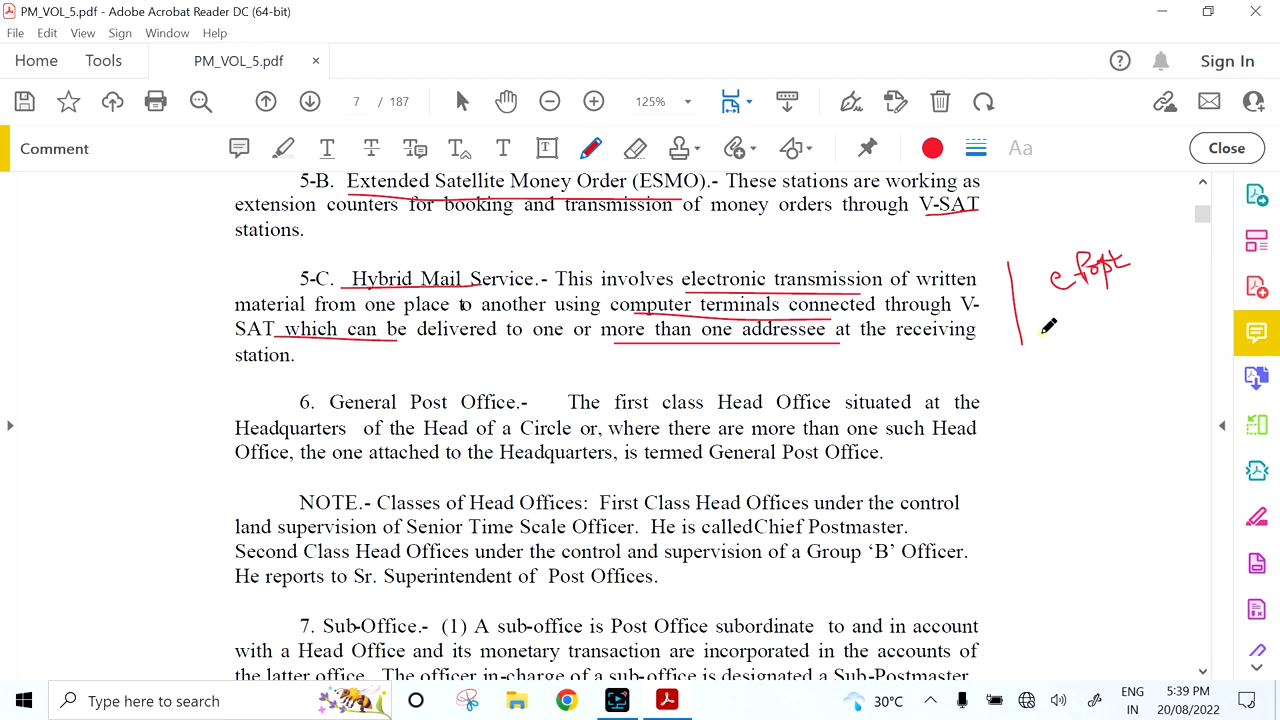 PM_VOL_5.pdf - Adobe Acrobat Reader DC (64-bit)
File Edit View Sign Window Help
Home Tools PM_VOL_5.pdf × Sign In
7 / 187 125%
Comment Close
5-B. Extended Satellite Money Order (ESMO).- These stations are working as
extension counters for booking and transmission of money orders through V-SAT
stations.
5-C. Hybrid Mail Service.- This involves electronic transmission of written
material from one place to another using computer terminals connected through V-
SAT which can be delivered to one or more than one addressee at the receiving
station.
e Post
6. General Post Office.- The first class Head Office situated at the
Headquarters of the Head of a Circle or, where there are more than one such Head
Office, the one attached to the Headquarters, is termed General Post Office.
NOTE.- Classes of Head Offices: First Class Head Offices under the control
land supervision of Senior Time Scale Officer. He is called Chief Postmaster.
Second Class Head Offices under the control and supervision of a Group ‘B’ Officer.
He reports to Sr. Superintendent of Post Offices.
7. Sub-Office.- (1) A sub-office is Post Office subordinate to and in account
with a Head Office and its monetary transaction are incorporated in the accounts of
the latter office. The officer in-charge of a sub-office is designated a Sub-Postmaster
Type here to search
30°C
ENG
IN
5:39 PM
20/08/2022